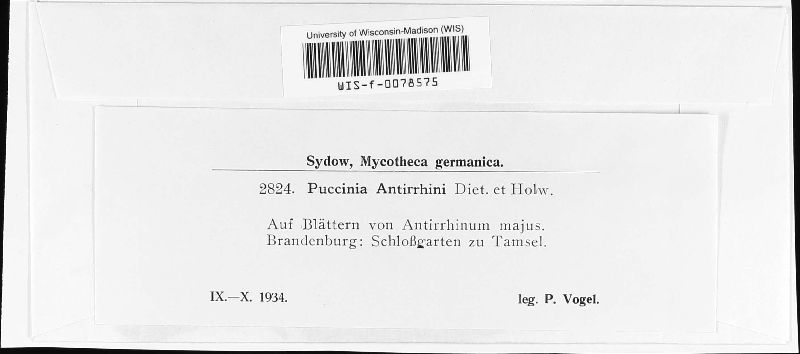 University of Wisconsin-Madison (WIS)
WIS-f-0078575
Sydow, Mycotheca germanica.
2824. Puccinia Antirrhini Diet. et Holw.
Auf Blättern von Antirrhinum majus.
Brandenburg: Schloßgarten zu Tamsel.
IX.—X. 1934. leg. P. Vogel.